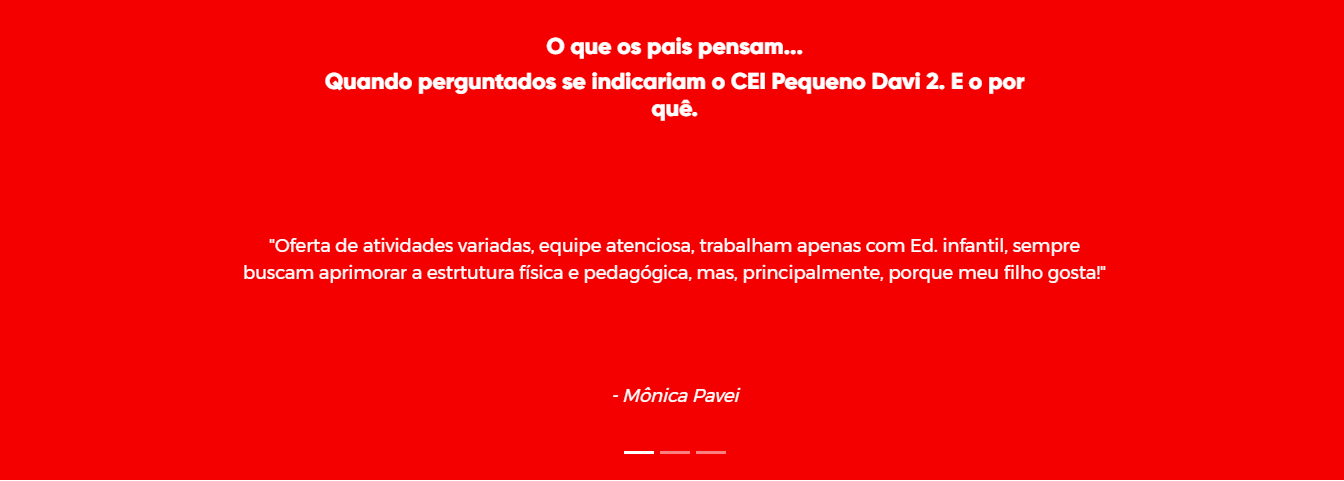 O que os pais pensam...
Quando perguntados se indicariam o CEI Pequeno Davi 2. E o por
quê.
"Oferta de atividades variadas, equipe atenciosa, trabalham apenas com Ed. infantil, sempre
buscam aprimorar a estrtutura física e pedagógica, mas, principalmente, porque meu filho gosta!"
- Mônica Pavei